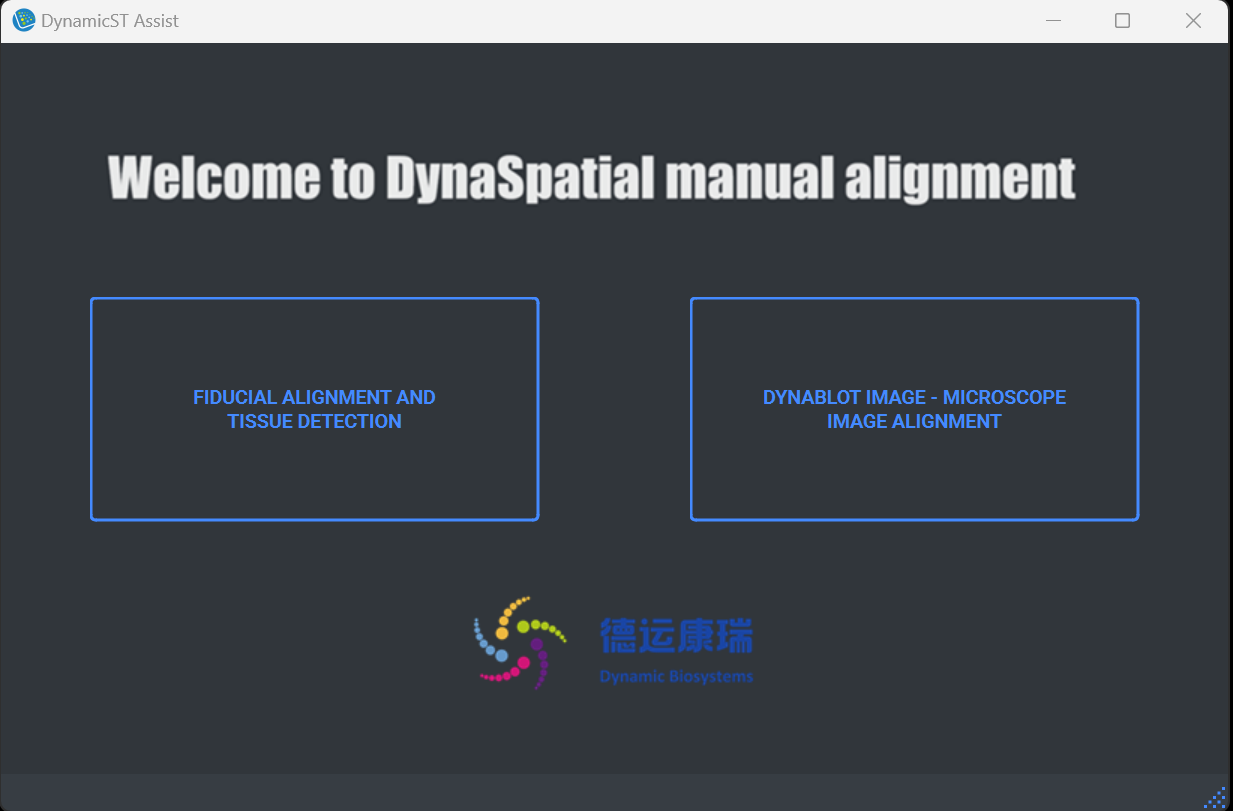 DynamicST Assist
Welcome to DynaSpatial manual alignment
FIDUCIAL ALIGNMENT AND
TISSUE DETECTION
DYNABLOT IMAGE - MICROSCOPE
IMAGE ALIGNMENT
德运康瑞
Dynamic Biosystems